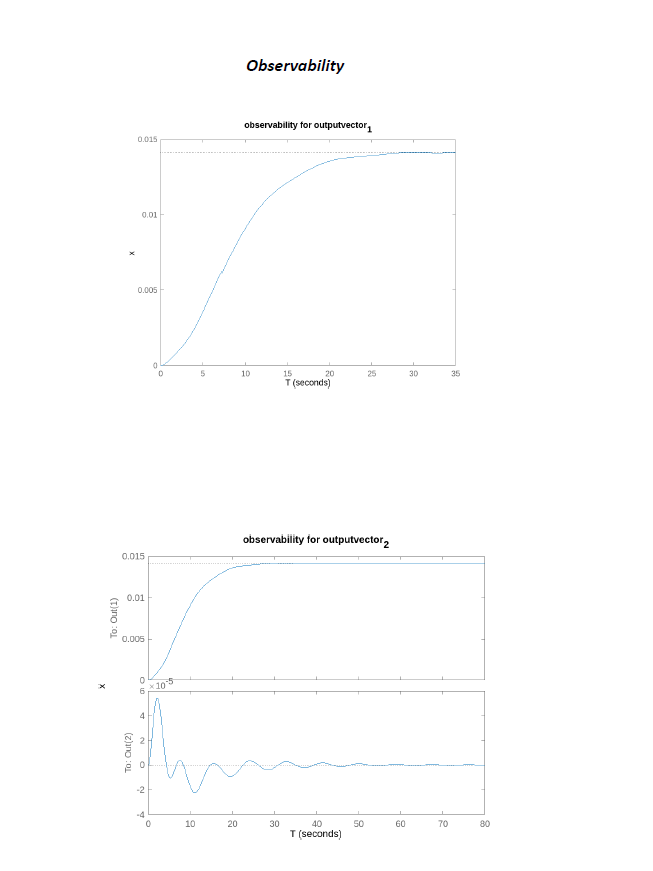 Observability
observability for outputvector1
0.015
0.01
0.005
0
x
0 5 10 15 20 25 30 35
T (seconds)
observability for outputvector2
0.015
0.01
0.005
0
To: Out(1)
x
×10-5
6
4
2
0
-2
-4
To: Out(2)
0 10 20 30 40 50 60 70 80
T (seconds)